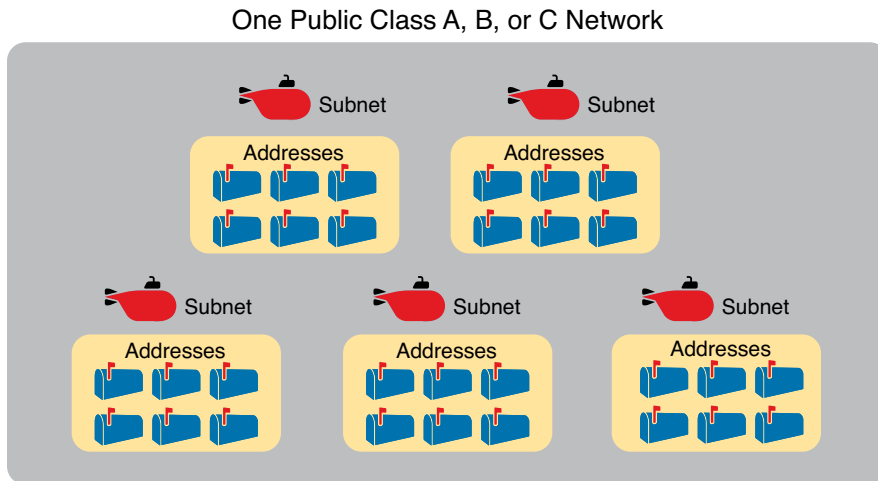 One Public Class A, B, or C Network
Subnet
Subnet
Addresses
Addresses
Subnet
Subnet
Subnet
Addresses
Addresses
Addresses